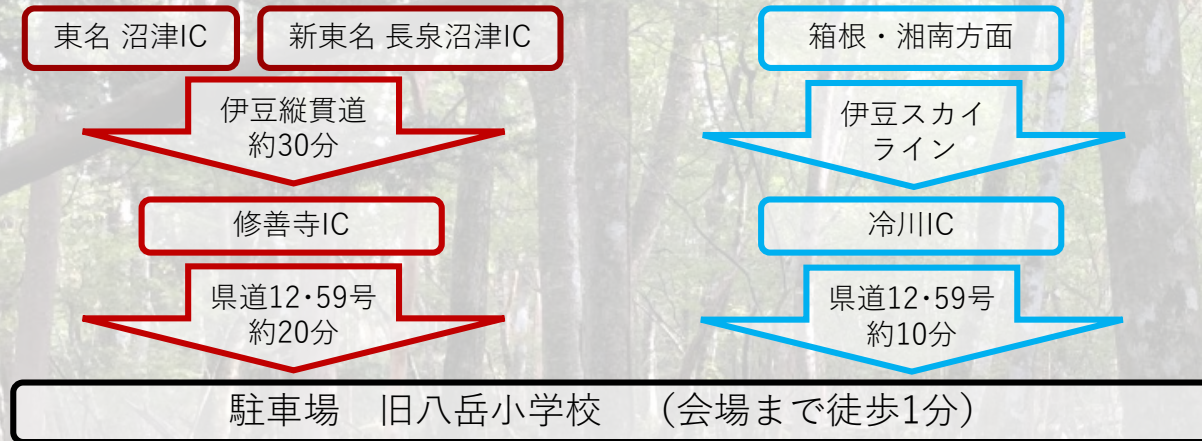 東名 沼津IC
新東名 長泉沼津IC
伊豆縦貫道
約30分
修善寺IC
県道12･59号
約20分
箱根・湘南方面
伊豆スカイ
ライン
冷川IC
県道12･59号
約10分
駐車場　旧八岳小学校　（会場まで徒歩1分）